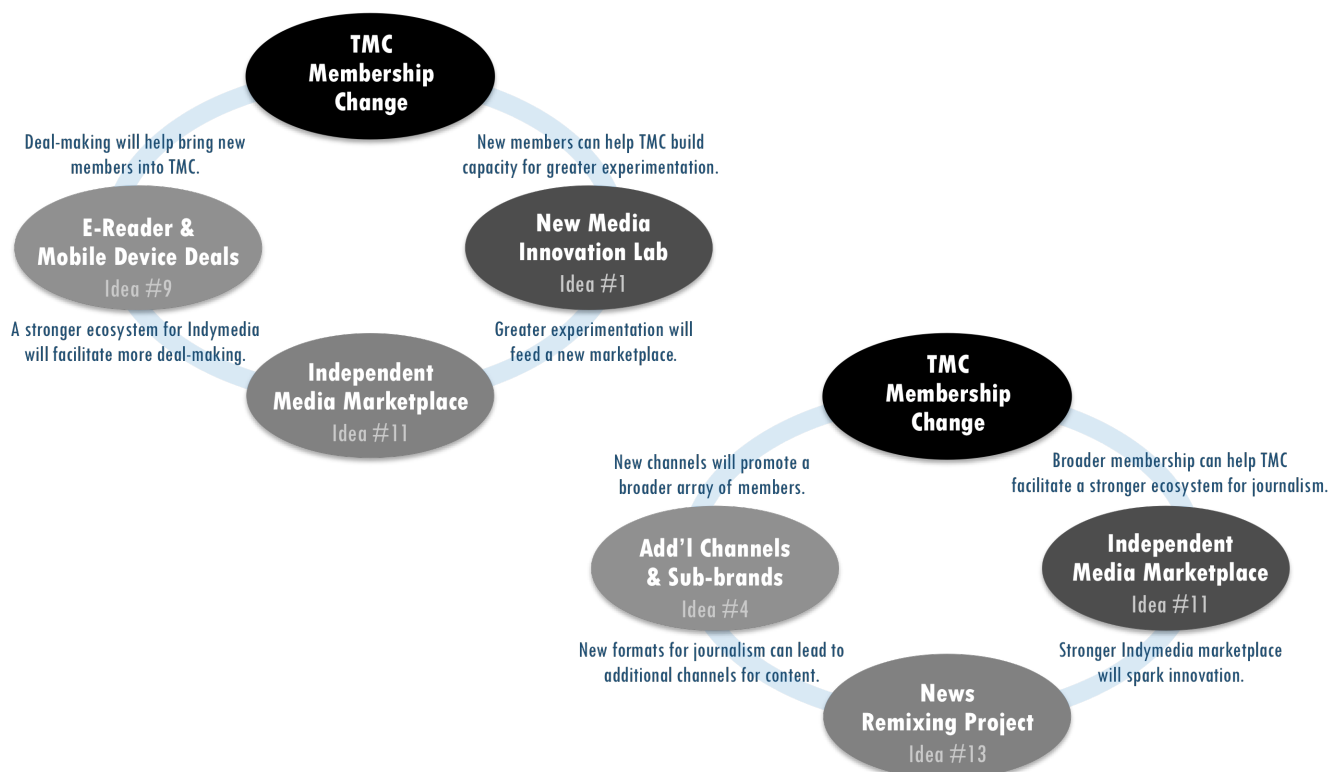 TMC
Membership
Change
Deal-making will help bring new
members into TMC.
New members can help TMC build
capacity for greater experimentation.
E-Reader &
Mobile Device Deals
Idea #9
New Media
Innovation Lab
Idea #1
A stronger ecosystem for Indymedia
will facilitate more deal-making.
Greater experimentation will
feed a new marketplace.
Independent
Media Marketplace
Idea #11
TMC
Membership
Change
New channels will promote a
broader array of members.
Broader membership can help TMC
facilitate a stronger ecosystem for journalism.
Add'l Channels
& Sub-brands
Idea #4
Independent
Media Marketplace
Idea #11
New formats for journalism can lead to
additional channels for content.
Stronger Indymedia marketplace
will spark innovation.
News
Remixing Project
Idea #13